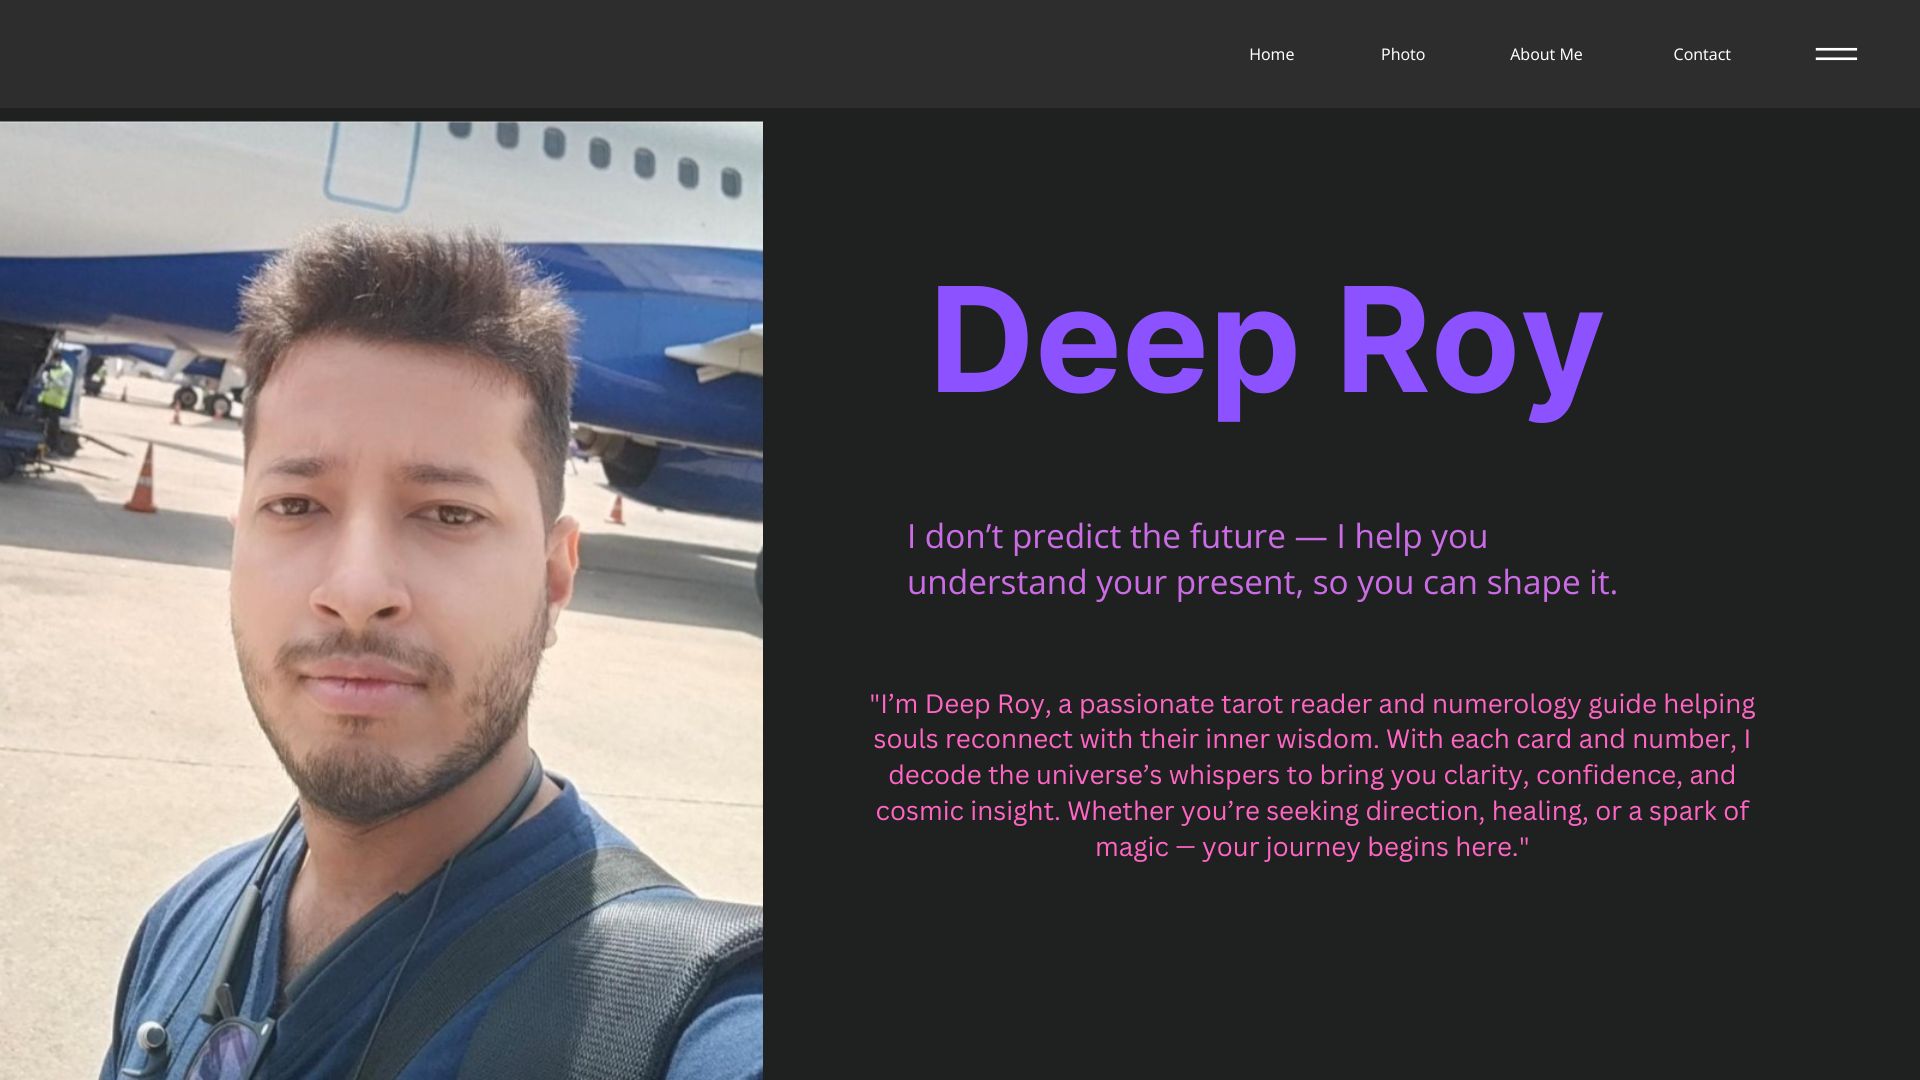 Home Photo About Me Contact
Deep Roy
I don’t predict the future — I help you
understand your present, so you can shape it.
"I’m Deep Roy, a passionate tarot reader and numerology guide helping
souls reconnect with their inner wisdom. With each card and number, I
decode the universe’s whispers to bring you clarity, confidence, and
cosmic insight. Whether you’re seeking direction, healing, or a spark of
magic — your journey begins here."